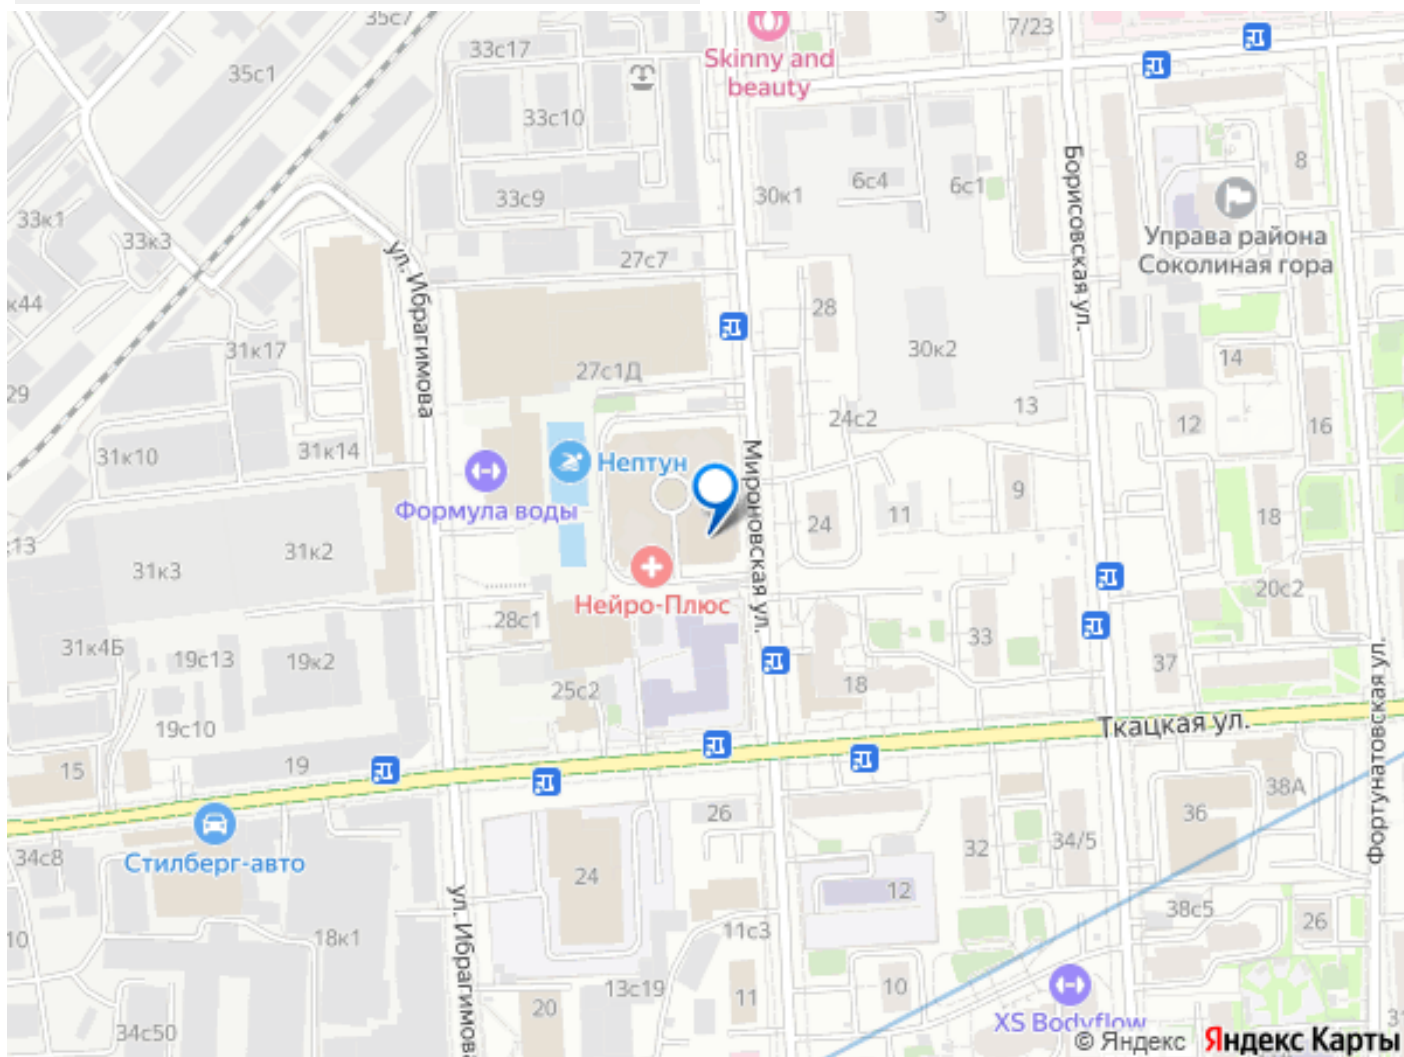 35с7
5
7/23
33с17
35с1
Skinny and
beauty
33с10
8
30к1
6с4
6с1
33с9
Борисовская ул.
33к1
33к3
Управа района
Соколиная гора
ул. Ибрагимова
27с7
к44
28
31к17
30к2
14
27с1Д
29
13
24с2
12
16
31к14
31к10
Нептун
Мироновская ул.
Формула воды
9
11
24
18
13
31к2
31к3
Нейро-Плюс
20с2
28с1
33
31к4Б
19с13
19к2
37
18
25с2
Фортунатовская ул.
19с10
Ткацкая ул.
15
19
38А
26
36
34с8
Стилберг-авто
32
34/5
24
12
ул. Ибрагимова
38с5
26
10
18к1
11с3
13с19
11
10
20
XS Bodyflow
34с50
© Яндекс Яндекс Карты